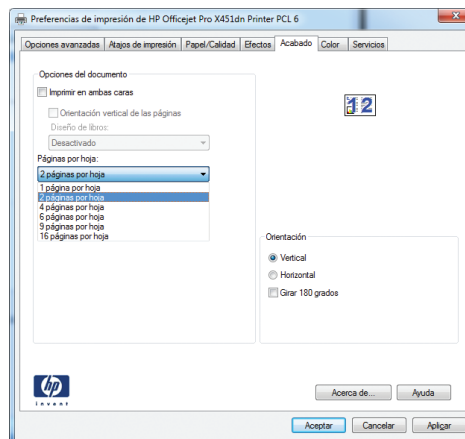 Preferencias de impresión de HP Officejet Pro X451dn Printer PCL 6
Opciones avanzadas Atajos de impresión Papel/Calidad Efectos Acabado Color Servicios
Opciones del documento
Imprimir en ambas caras
Orientación vertical de las páginas
Diseño de libros:
Desactivado
Páginas por hoja:
2 páginas por hoja
1 página por hoja
2 páginas por hoja
4 páginas por hoja
6 páginas por hoja
9 páginas por hoja
16 páginas por hoja
1 2
Orientación
Vertical
Horizontal
Girar 180 grados
hp
invent
Acerca de... Ayuda
Aceptar Cancelar Aplicar